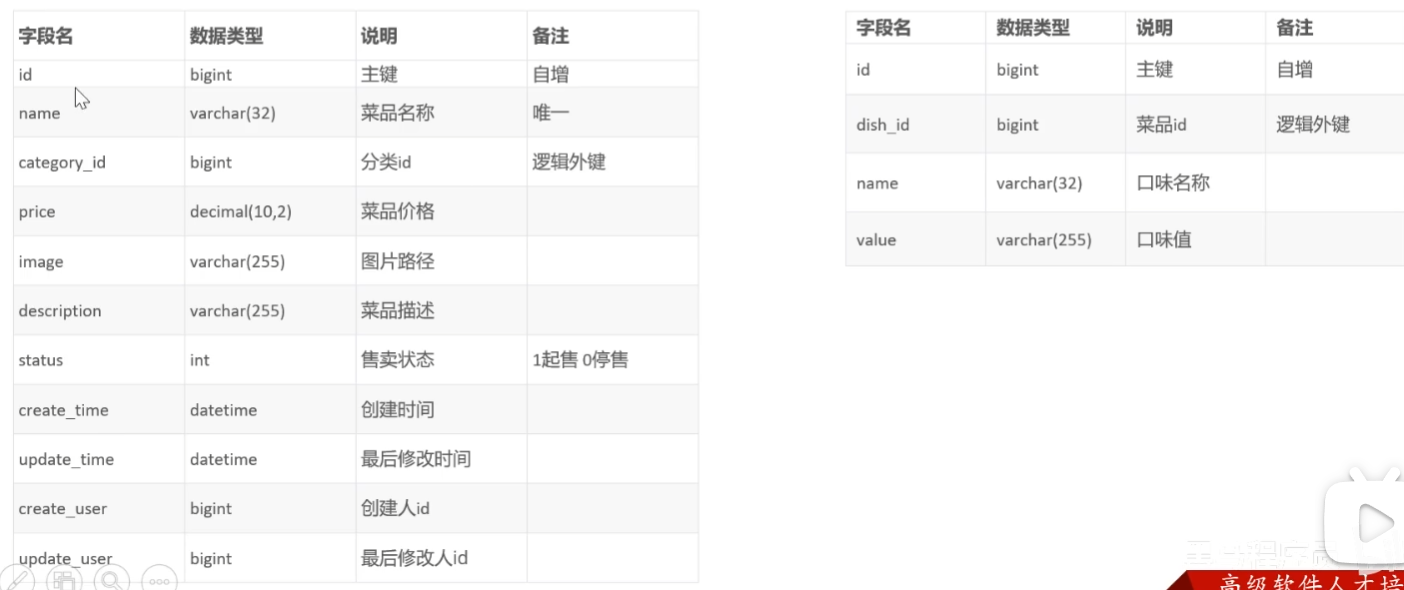 字段名 数据类型 说明 备注
id bigint 主键 自增
name varchar(32) 菜品名称 唯一
category_id bigint 分类id 逻辑外键
price decimal(10,2) 菜品价格
image varchar(255) 图片路径
description varchar(255) 菜品描述
status int 售卖状态 1起售 0停售
create_time datetime 创建时间
update_time datetime 最后修改时间
create_user bigint 创建人id
update_user bigint 最后修改人id
字段名 数据类型 说明 备注
id bigint 主键 自增
dish_id bigint 菜品id 逻辑外键
name varchar(32) 口味名称
value varchar(255) 口味值
高级软件人才培